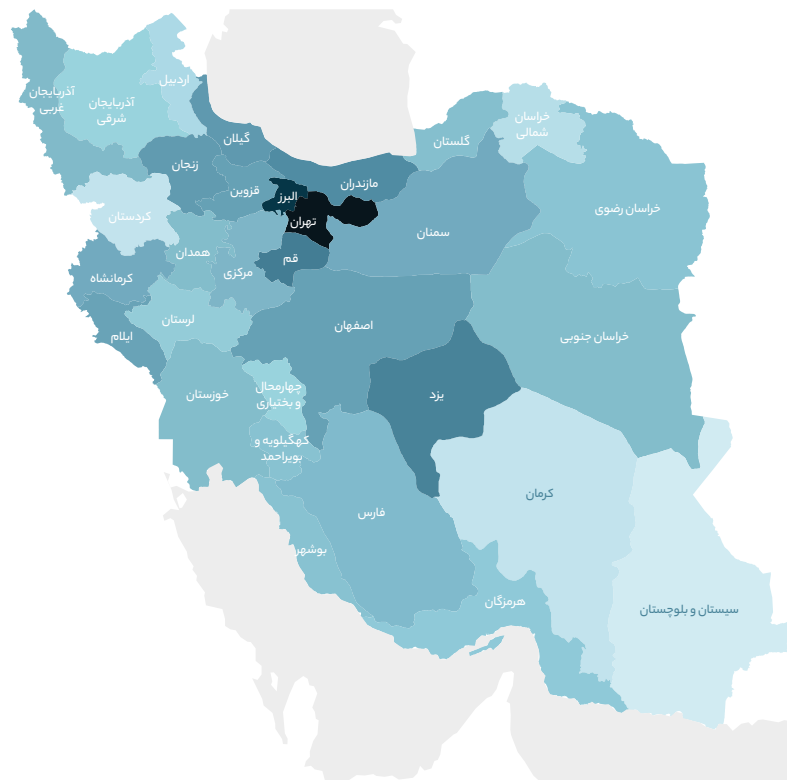 اردبیل
آذربایجان
غربی
آذربایجان
شرقی
خراسان
شمالی
گیلان
گلستان
زنجان
قزوین
مازندران
البرز
خراسان رضوی
کردستان
تهران
سمنان
همدان
قم
مرکزی
کرمانشاه
لرستان
اصفهان
ایلام
خراسان جنوبی
چهارمحال
و بختیاری
خوزستان
یزد
کهگیلویه و
بویراحمد
کرمان
فارس
بوشهر
هرمزگان
سیستان و بلوچستان